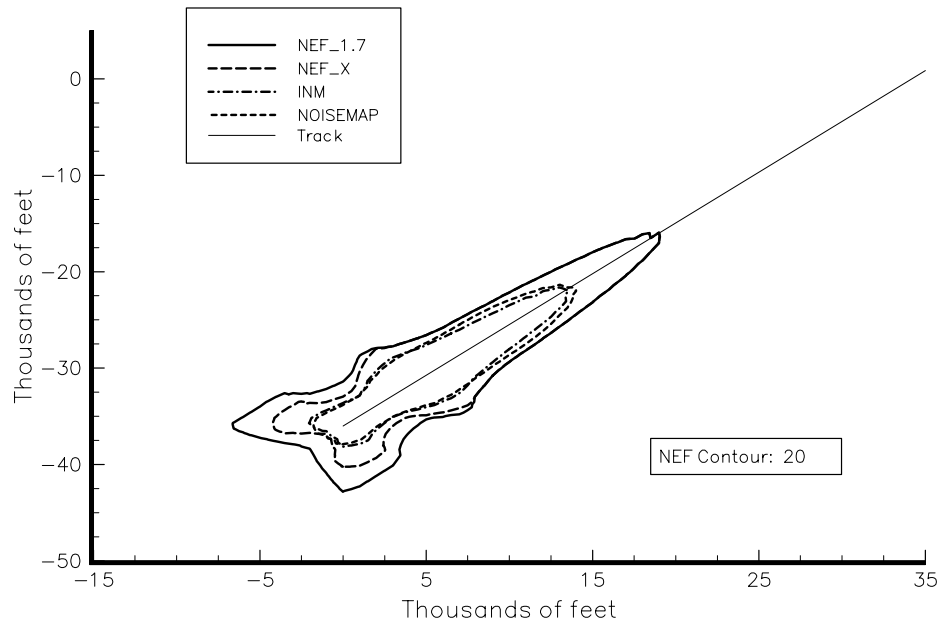 NEF_1.7
NEF_X
INM
NOISEMAP
Track
0
-10
-20
-30
-40
-50
Thousands of feet
NEF Contour: 20
-15
-5
5
15
25
35
Thousands of feet